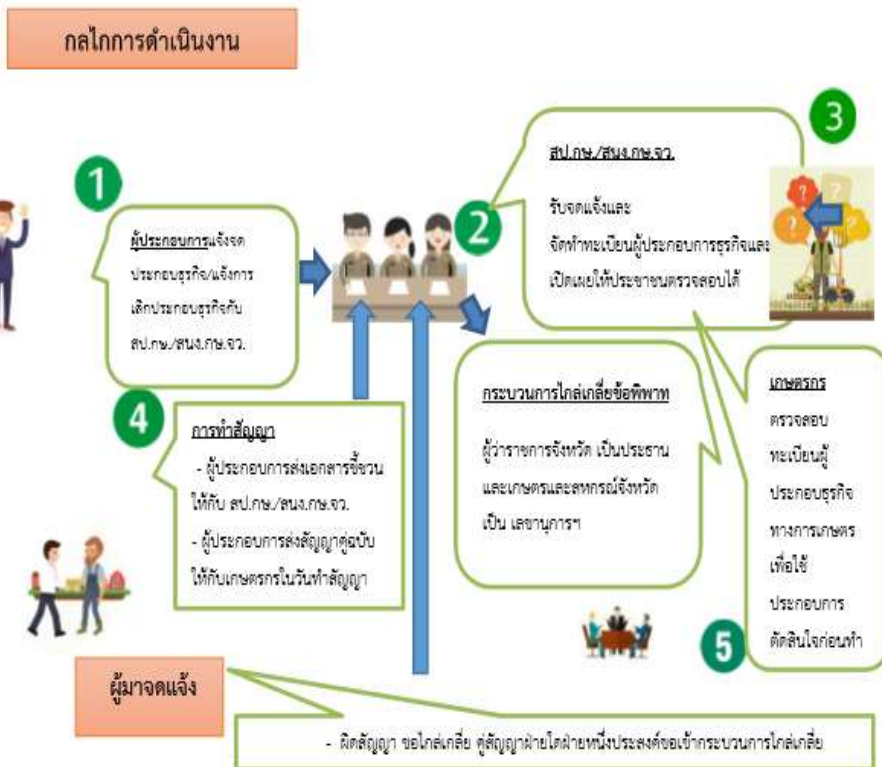 กลไกการดำเนินงาน
1
ผู้ประกอบการแจ้งจด
ประกอบธุรกิจ/แจ้งการ
เลิกประกอบธุรกิจกับ
สป.กษ./สนง.กษ.จว.
2
สป.กษ./สนง.กษ.จว.
รับจดแจ้งและ
จัดทำทะเบียนผู้ประกอบการธุรกิจและ
เปิดเผยให้ประชาชนตรวจสอบได้
3
?
?
?
?
เกษตรกร
ตรวจสอบ
ทะเบียนผู้
ประกอบธุรกิจ
ทางการเกษตร
เพื่อใช้
ประกอบการ
ตัดสินใจก่อนทำ
4
การทำสัญญา
- ผู้ประกอบการส่งเอกสารชี้ชวน
ให้กับ สป.กษ./สนง.กษ.จว.
- ผู้ประกอบการส่งสัญญาคู่ฉบับ
ให้กับเกษตรกรในวันทำสัญญา
กระบวนการไกล่เกลี่ยข้อพิพาท
ผู้ว่าราชการจังหวัด เป็นประธาน
และเกษตรและสหกรณ์จังหวัด
เป็น เลขานุการฯ
5
ผู้มาจดแจ้ง
- ผิดสัญญา ขอไกล่เกลี่ย คู่สัญญาฝ่ายใดฝ่ายหนึ่งประสงค์ขอเข้ากระบวนการไกล่เกลี่ย